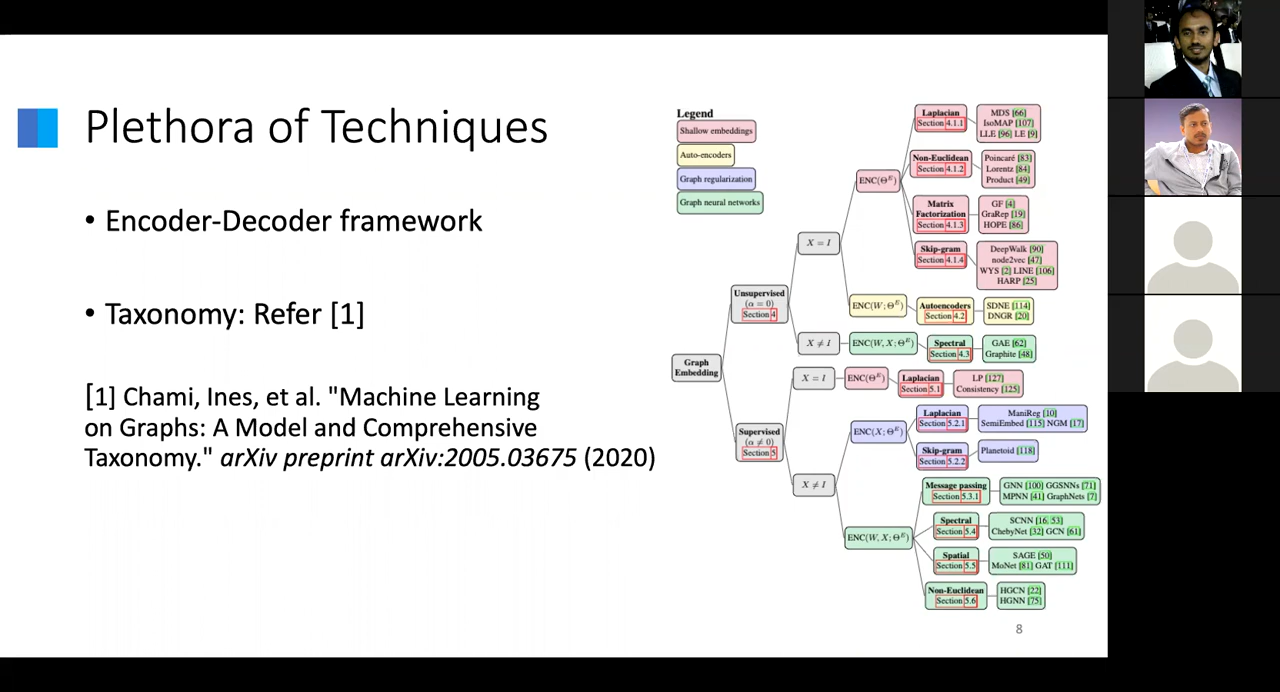 Plethora of Techniques
• Encoder-Decoder framework
• Taxonomy: Refer [1]
[1] Chami, Ines, et al. "Machine Learning
on Graphs: A Model and Comprehensive
Taxonomy." arXiv preprint arXiv:2005.03675 (2020)
Legend
Shallow embeddings
Auto-encoders
Graph regularization
Graph neural networks
Graph
Embedding
Unsupervised
(α = 0)
Section 4
X = I
ENC(Θᴱ)
Laplacian
Section 4.1.1
MDS [66]
IsoMAP [107]
LLE [96] LE [9]
Non-Euclidean
Section 4.1.2
Poincaré [83]
Lorentz [84]
Product [49]
Matrix
Factorization
Section 4.1.3
GF [4]
GraRep [19]
HOPE [86]
Skip-gram
Section 4.1.4
DeepWalk [90]
node2vec [47]
WYS [2] LINE [106]
HARP [25]
ENC(W; Θᴱ)
Autoencoders
Section 4.2
SDNE [114]
DNGR [20]
X ≠ I
ENC(W, X; Θᴱ)
Spectral
Section 4.3
GAE [62]
Graphite [48]
Supervised
(α ≠ 0)
Section 5
X = I
ENC(Θᴱ)
Laplacian
Section 5.1
LP [127]
Consistency [125]
X ≠ I
ENC(X; Θᴱ)
Laplacian
Section 5.2.1
ManiReg [10]
SemiEmbed [115] NGM [17]
Skip-gram
Section 5.2.2
Planetoid [118]
ENC(W, X; Θᴱ)
Message passing
Section 5.3.1
GNN [100] GGSNNs [71]
MPNN [41] GraphNets [7]
Spectral
Section 5.4
SCNN [16, 53]
ChebyNet [32] GCN [61]
Spatial
Section 5.5
SAGE [50]
MoNet [81] GAT [111]
Non-Euclidean
Section 5.6
HGCN [22]
HGNN [75]
8